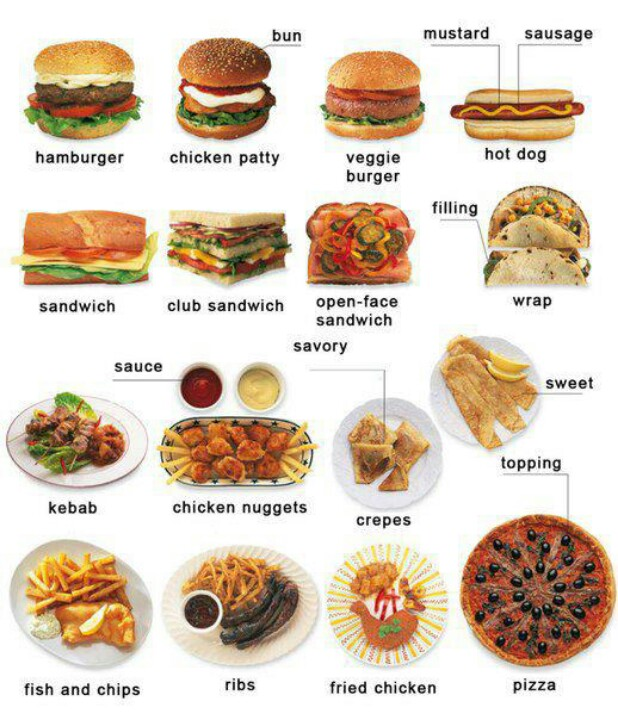 bun
mustard
sausage
hamburger
chicken patty
veggie
burger
hot dog
filling
sandwich
club sandwich
open-face
sandwich
wrap
savory
sauce
sweet
topping
kebab
chicken nuggets
crepes
fish and chips
ribs
fried chicken
pizza